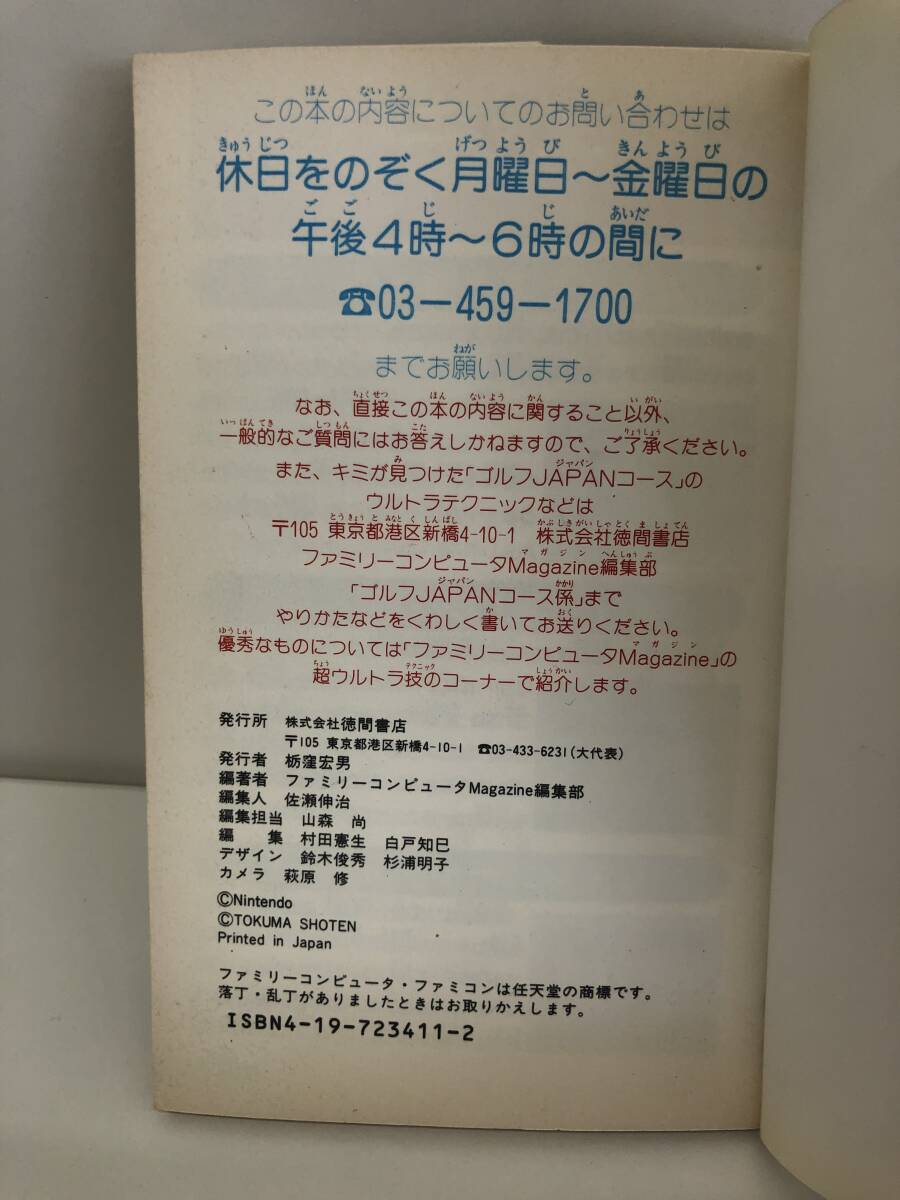 この本の内容についてのお問い合わせは
休日をのぞく月曜日～金曜日の
午後4時～6時の間に
☎03-459-1700
までお願いします。
なお、直接この本の内容に関すること以外、
一般的なご質問にはお答えしかねますので、ご了承ください。
また、キミが見つけた「ゴルフJAPANコース」の
ウルトラテクニックなどは
〒105 東京都港区新橋4-10-1　株式会社徳間書店
ファミリーコンピュータMagazine編集部
「ゴルフJAPANコース係」まで
やりかたなどをくわしく書いてお送りください。
優秀なものについては「ファミリーコンピュータMagazine」の
超ウルトラ技のコーナーで紹介します。
発行所　株式会社徳間書店
〒105 東京都港区新橋4-10-1　☎03-433-6231(大代表)
発行者　栃窪宏男
編著者　ファミリーコンピュータMagazine編集部
編集人　佐瀬伸治
編集担当　山森　尚
編　集　村田憲生　白戸知巳
デザイン　鈴木俊秀　杉浦明子
カメラ　萩原　修
©Nintendo
©TOKUMA SHOTEN
Printed in Japan
ファミリーコンピュータ・ファミコンは任天堂の商標です。
落丁・乱丁がありましたときはお取りかえします。
ISBN4-19-723411-2